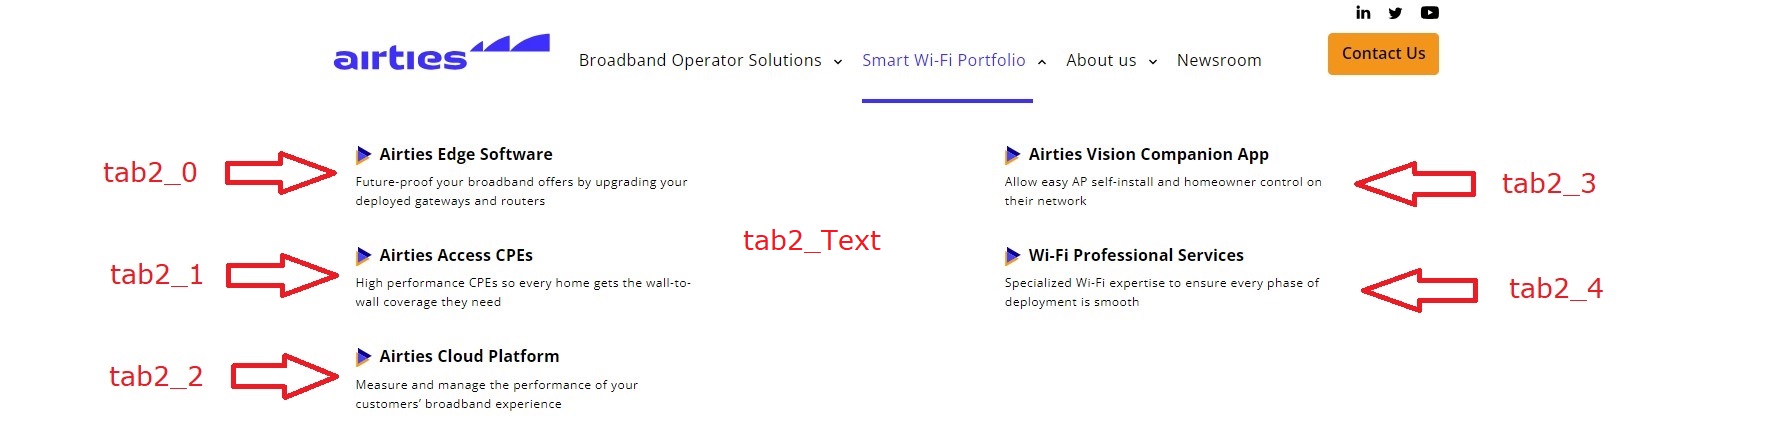 airties
Broadband Operator Solutions
Smart Wi-Fi Portfolio
About us
Newsroom
Contact Us
tab2_0
Airties Edge Software
Future-proof your broadband offers by upgrading your
deployed gateways and routers
tab2_1
Airties Access CPEs
High performance CPEs so every home gets the wall-to-
wall coverage they need
tab2_2
Airties Cloud Platform
Measure and manage the performance of your
customers’ broadband experience
tab2_Text
Airties Vision Companion App
Allow easy AP self-install and homeowner control on
their network
tab2_3
Wi-Fi Professional Services
Specialized Wi-Fi expertise to ensure every phase of
deployment is smooth
tab2_4